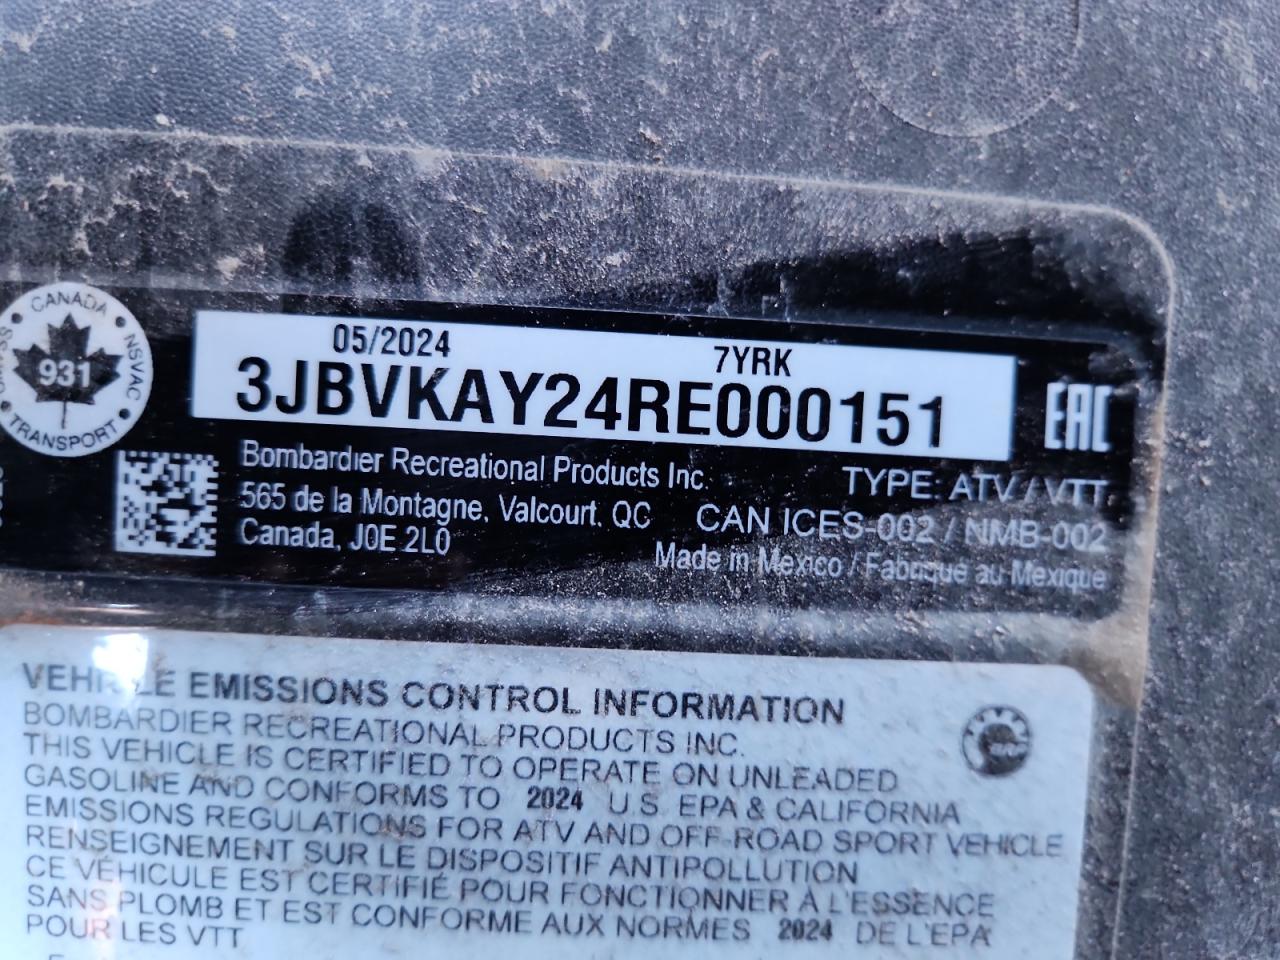 CANADA
NSVAC
931
TRANSPORT
05/2024
7YRK
3JBVKAY24RE000151
EAC
Bombardier Recreational Products Inc.
565 de la Montagne, Valcourt, QC
Canada, J0E 2L0
TYPE: ATV / VTT
CAN ICES-002 / NMB-002
Made in Mexico / Fabriqué au Mexique
VEHICLE EMISSIONS CONTROL INFORMATION
BOMBARDIER RECREATIONAL PRODUCTS INC.
THIS VEHICLE IS CERTIFIED TO OPERATE ON UNLEADED
GASOLINE AND CONFORMS TO 2024 U.S. EPA & CALIFORNIA
EMISSIONS REGULATIONS FOR ATV AND OFF-ROAD SPORT VEHICLE
RENSEIGNEMENT SUR LE DISPOSITIF ANTIPOLLUTION
CE VÉHICULE EST CERTIFIÉ POUR FONCTIONNER À L'ESSENCE
SANS PLOMB ET EST CONFORME AUX NORMES 2024 DE L'EPA
POUR LES VTT